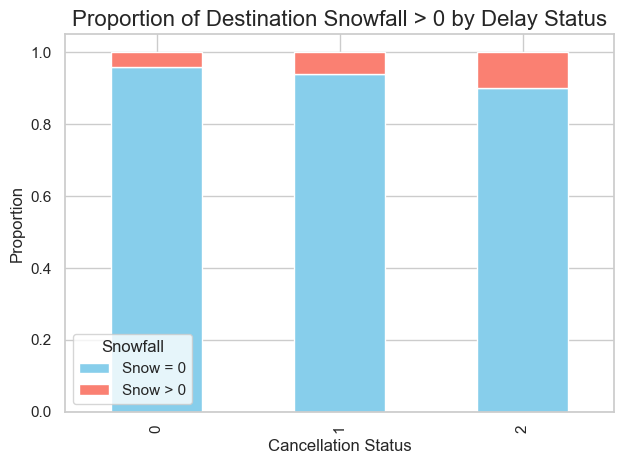 Proportion of Destination Snowfall > 0 by Delay Status
Proportion
1.0
0.8
0.6
0.4
0.2
0.0
Snowfall
Snow = 0
Snow > 0
0
1
2
Cancellation Status